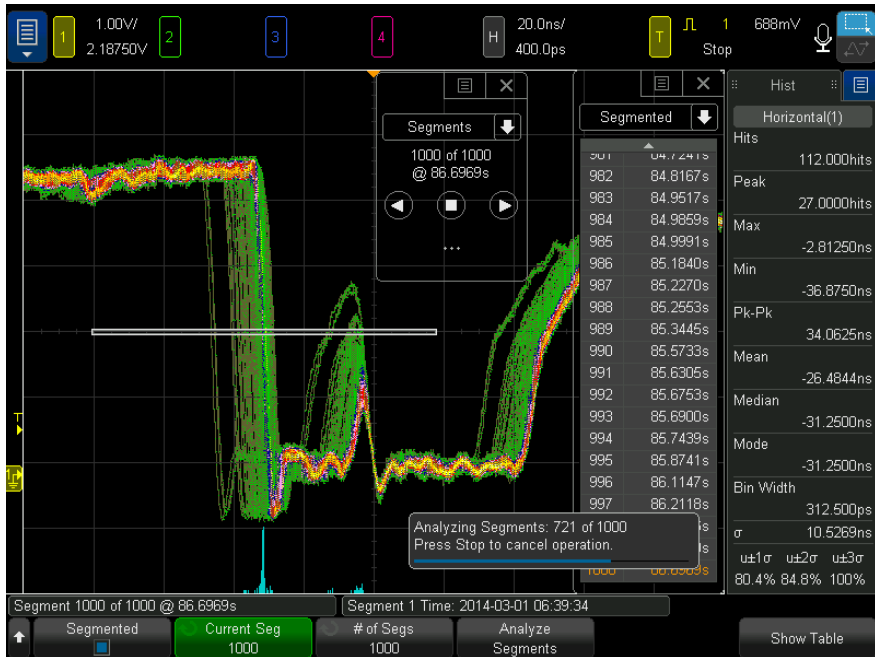 1
1.00V/
2.18750V
2
3
4
H
20.0ns/
400.0ps
T
1
688mV
Stop
Segments
1000 of 1000
@ 86.6969s
...
Segmented
981 84.7241s
982 84.8167s
983 84.9517s
984 84.9859s
985 84.9991s
986 85.1840s
987 85.2270s
988 85.2553s
989 85.3445s
990 85.5733s
991 85.6305s
992 85.6753s
993 85.6900s
994 85.7439s
995 85.8741s
996 86.1147s
997 86.2118s
1000 86.6969s
Hist
Horizontal(1)
Hits
112.000hits
Peak
27.0000hits
Max
-2.81250ns
Min
-36.8750ns
Pk-Pk
34.0625ns
Mean
-26.4844ns
Median
-31.2500ns
Mode
-31.2500ns
Bin Width
312.500ps
σ 10.5269ns
u±1σ u±2σ u±3σ
80.4% 84.8% 100%
T
1
Analyzing Segments: 721 of 1000
Press Stop to cancel operation.
Segment 1000 of 1000 @ 86.6969s
Segment 1 Time: 2014-03-01 06:39:34
Segmented
Current Seg
1000
# of Segs
1000
Analyze
Segments
Show Table